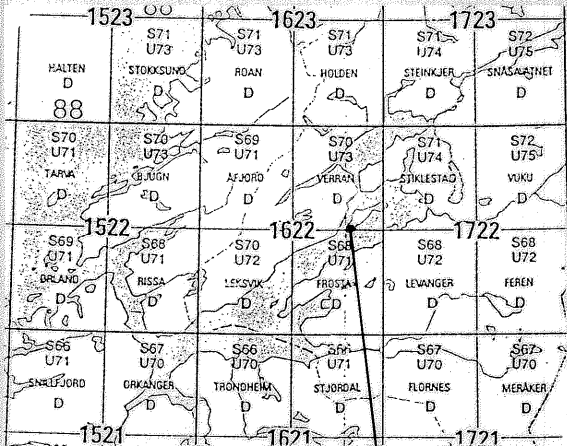 1523 1623 1723
S71 S71 S71 S71 S72
U73 U73 U73 U74 U75
HALTEN STOKKSUND ROAN HOLDEN STEINKJER SNÅSAVATNET
D D D D D D
88
S70 S70 S69 S70 S71 S72
U71 U73 U71 U73 U74 U75
TARVA BJUGN ÅFJORD VERRAN STIKLESTAD VUKU
D D D D D D
1522 1622 1722
S69 S68 S70 S68 S68 S68
U71 U71 U72 U71 U72 U72
ØRLAND RISSA LEKSVIK FROSTA LEVANGER FEREN
D D D D D D
S66 S67 S66 S67 S67
U71 U70 U70 U71 U70 U70
SNILLFJORD ORKANGER TRONDHEIM STJØRDAL FLORNES MERÅKER
D D D D D D
1521 1621 1721